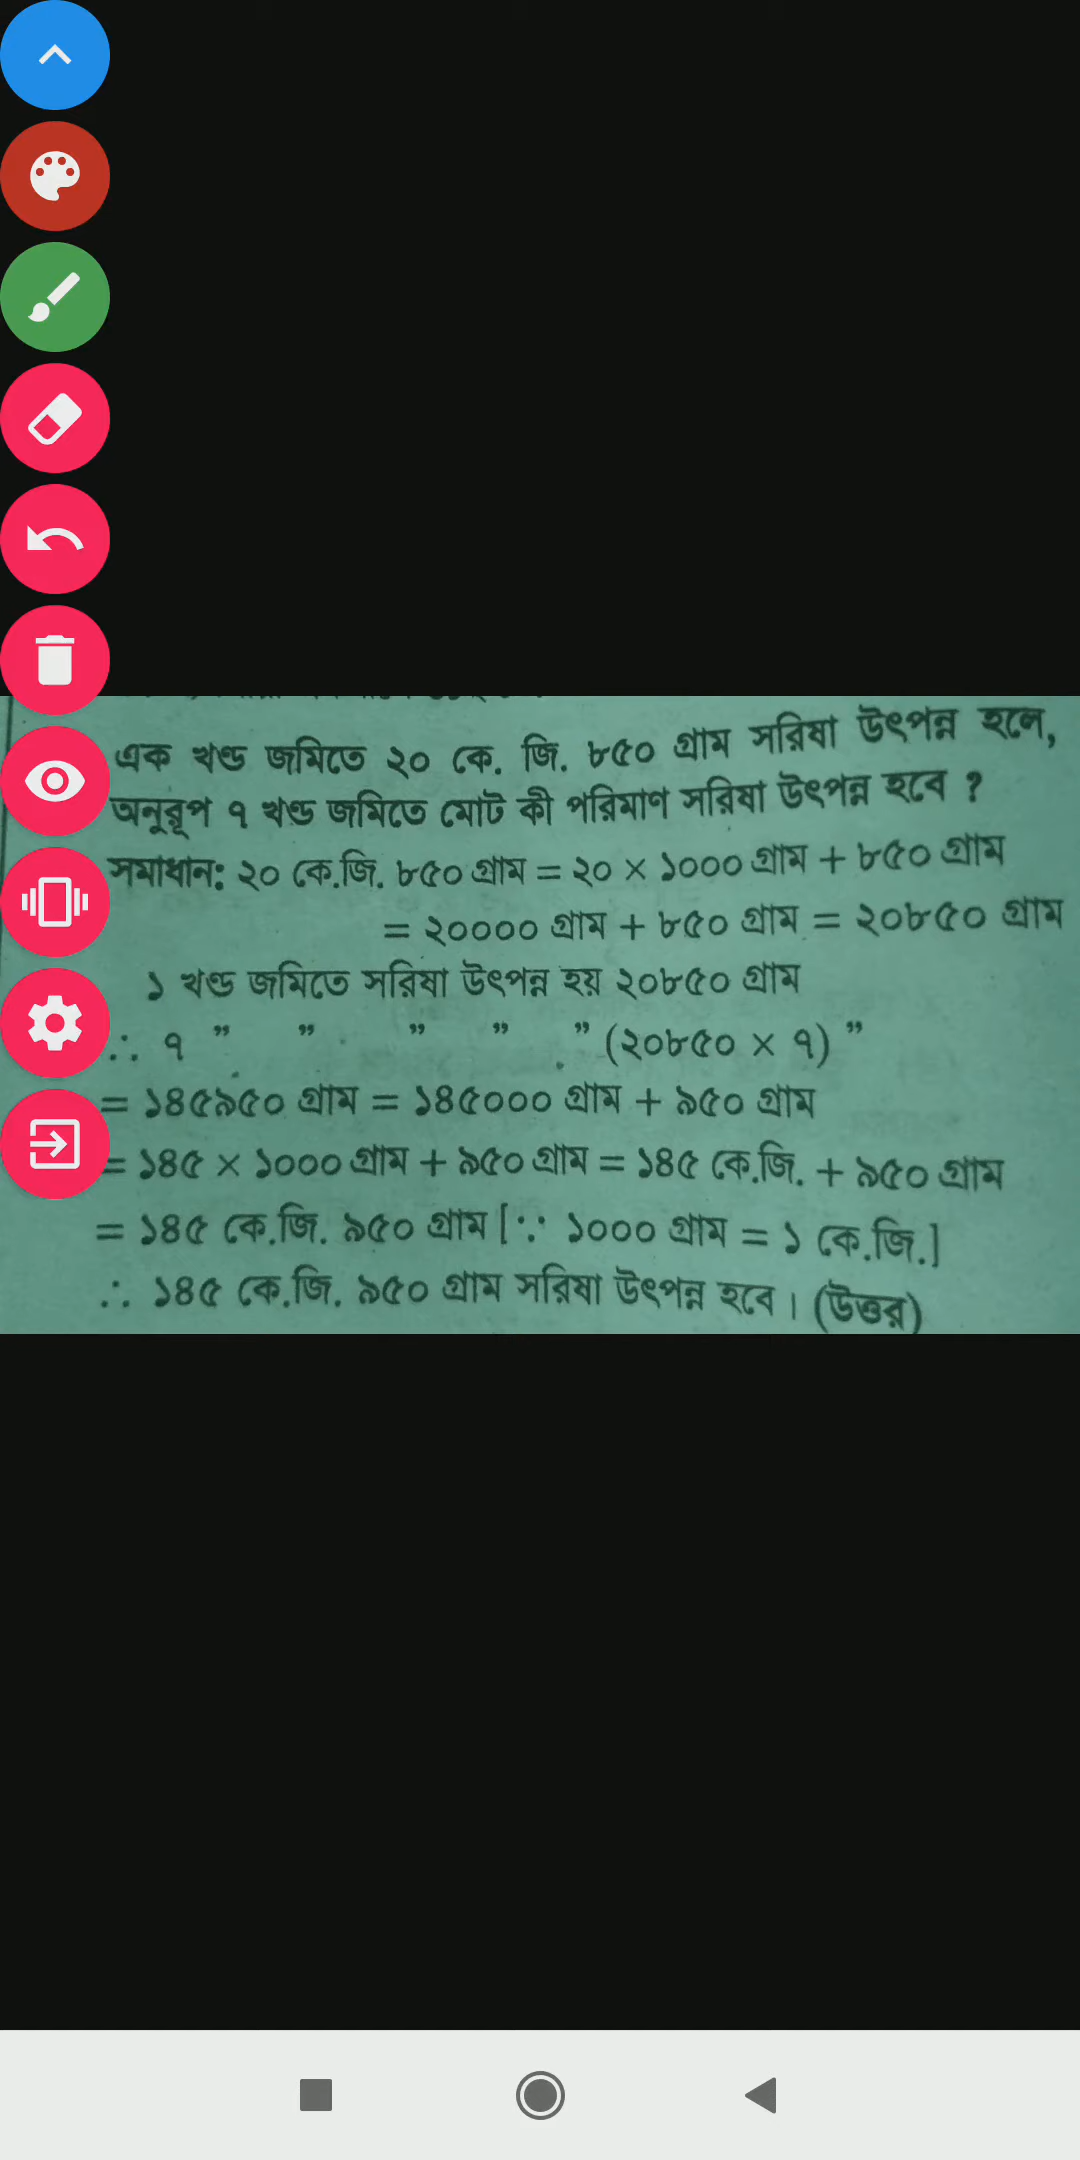 এক খণ্ড জমিতে ২০ কে. জি. ৮৫০ গ্রাম সরিষা উৎপন্ন হলে,
অনুরূপ ৭ খণ্ড জমিতে মোট কী পরিমাণ সরিষা উৎপন্ন হবে ?
সমাধান: ২০ কে.জি. ৮৫০ গ্রাম = ২০ × ১০০০ গ্রাম + ৮৫০ গ্রাম
= ২০০০০ গ্রাম + ৮৫০ গ্রাম = ২০৮৫০ গ্রাম
১ খণ্ড জমিতে সরিষা উৎপন্ন হয় ২০৮৫০ গ্রাম
∴ ৭ ” ” ” ” ” (২০৮৫০ × ৭) ”
= ১৪৫৯৫০ গ্রাম = ১৪৫০০০ গ্রাম + ৯৫০ গ্রাম
= ১৪৫ × ১০০০ গ্রাম + ৯৫০ গ্রাম = ১৪৫ কে.জি. + ৯৫০ গ্রাম
= ১৪৫ কে.জি. ৯৫০ গ্রাম [∵ ১০০০ গ্রাম = ১ কে.জি.]
∴ ১৪৫ কে.জি. ৯৫০ গ্রাম সরিষা উৎপন্ন হবে। (উত্তর)